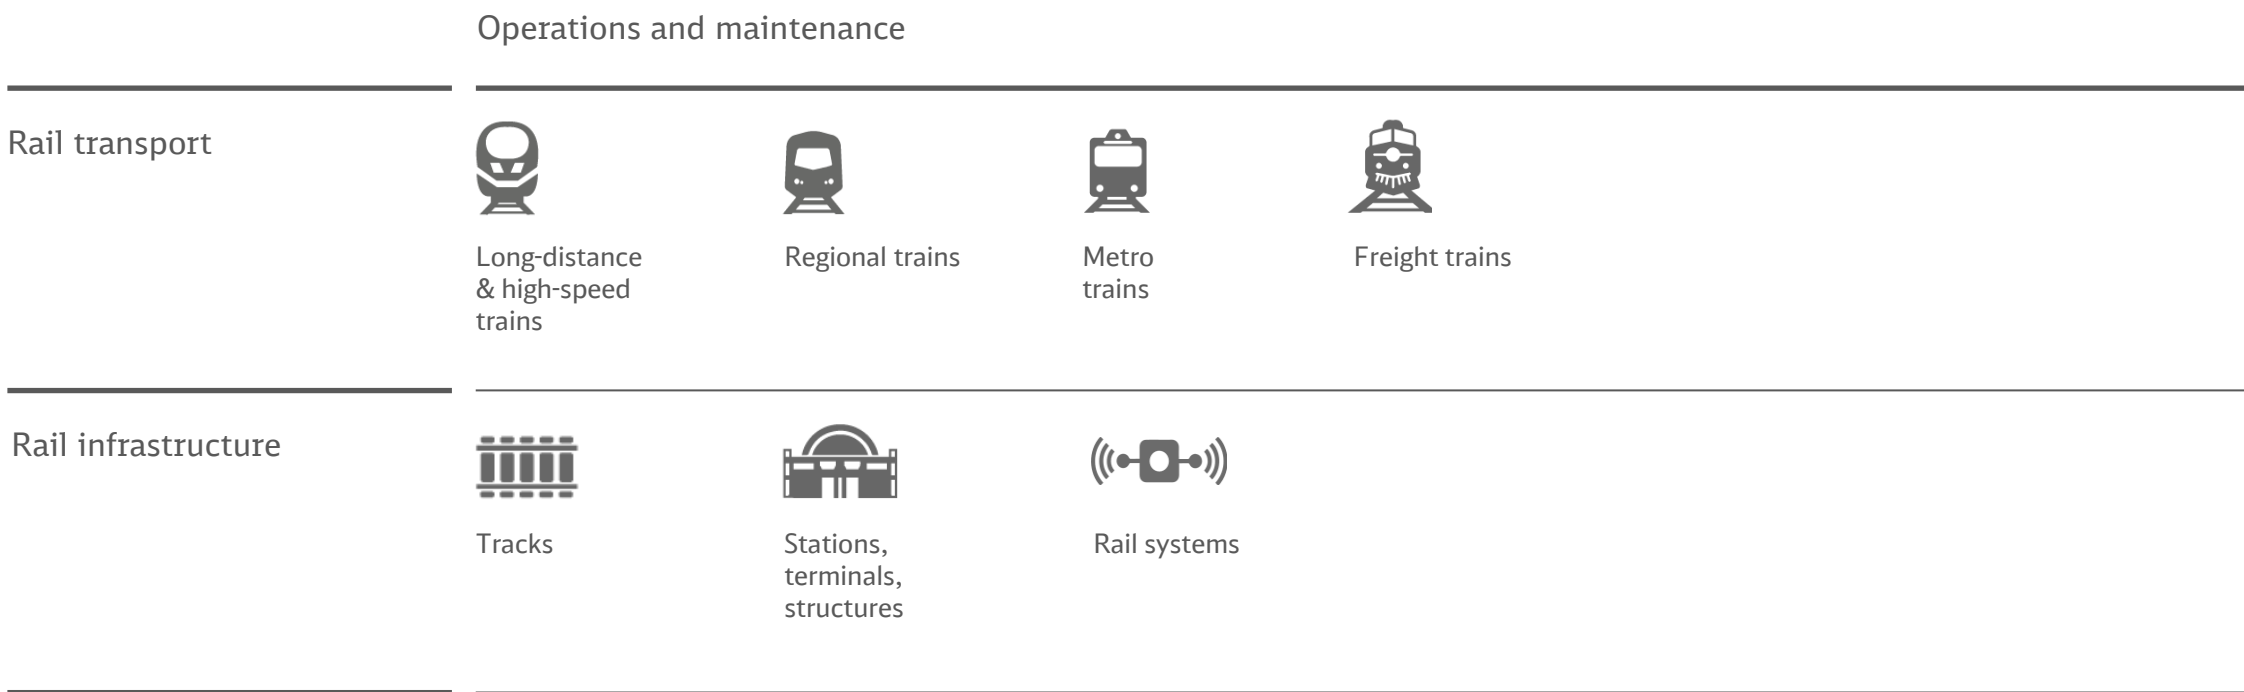 Operations and maintenance
Rail transport
Long-distance
& high-speed
trains
Regional trains
Metro
trains
Freight trains
Rail infrastructure
Tracks
Stations,
terminals,
structures
Rail systems